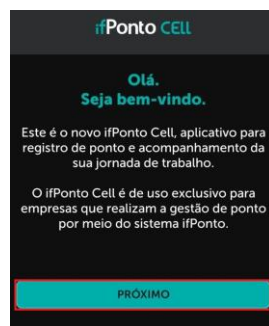 ifPonto CELL
Olá.
Seja bem-vindo.
Este é o novo ifPonto Cell, aplicativo para
registro de ponto e acompanhamento da
sua jornada de trabalho.
O ifPonto Cell é de uso exclusivo para
empresas que realizam a gestão de ponto
por meio do sistema ifPonto.
PRÓXIMO